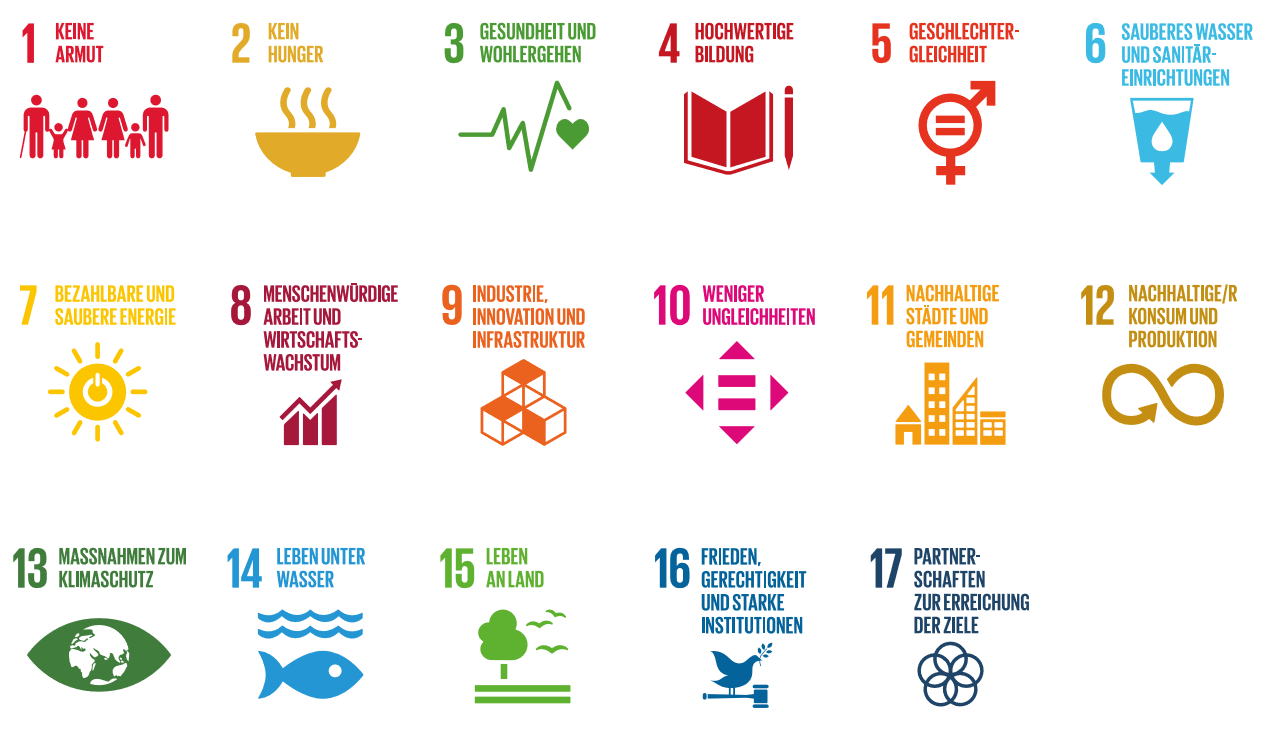 1 KEINE
ARMUT
2 KEIN
HUNGER
3 GESUNDHEIT UND
WOHLERGEHEN
4 HOCHWERTIGE
BILDUNG
5 GESCHLECHTER-
GLEICHHEIT
6 SAUBERES WASSER
UND SANITÄR-
EINRICHTUNGEN
7 BEZAHLBARE UND
SAUBERE ENERGIE
8 MENSCHENWÜRDIGE
ARBEIT UND
WIRTSCHAFTS-
WACHSTUM
9 INDUSTRIE,
INNOVATION UND
INFRASTRUKTUR
10 WENIGER
UNGLEICHHEITEN
11 NACHHALTIGE
STÄDTE UND
GEMEINDEN
12 NACHHALTIGE/R
KONSUM UND
PRODUKTION
13 MASSNAHMEN ZUM
KLIMASCHUTZ
14 LEBEN UNTER
WASSER
15 LEBEN
AN LAND
16 FRIEDEN,
GERECHTIGKEIT
UND STARKE
INSTITUTIONEN
17 PARTNER-
SCHAFTEN
ZUR ERREICHUNG
DER ZIELE